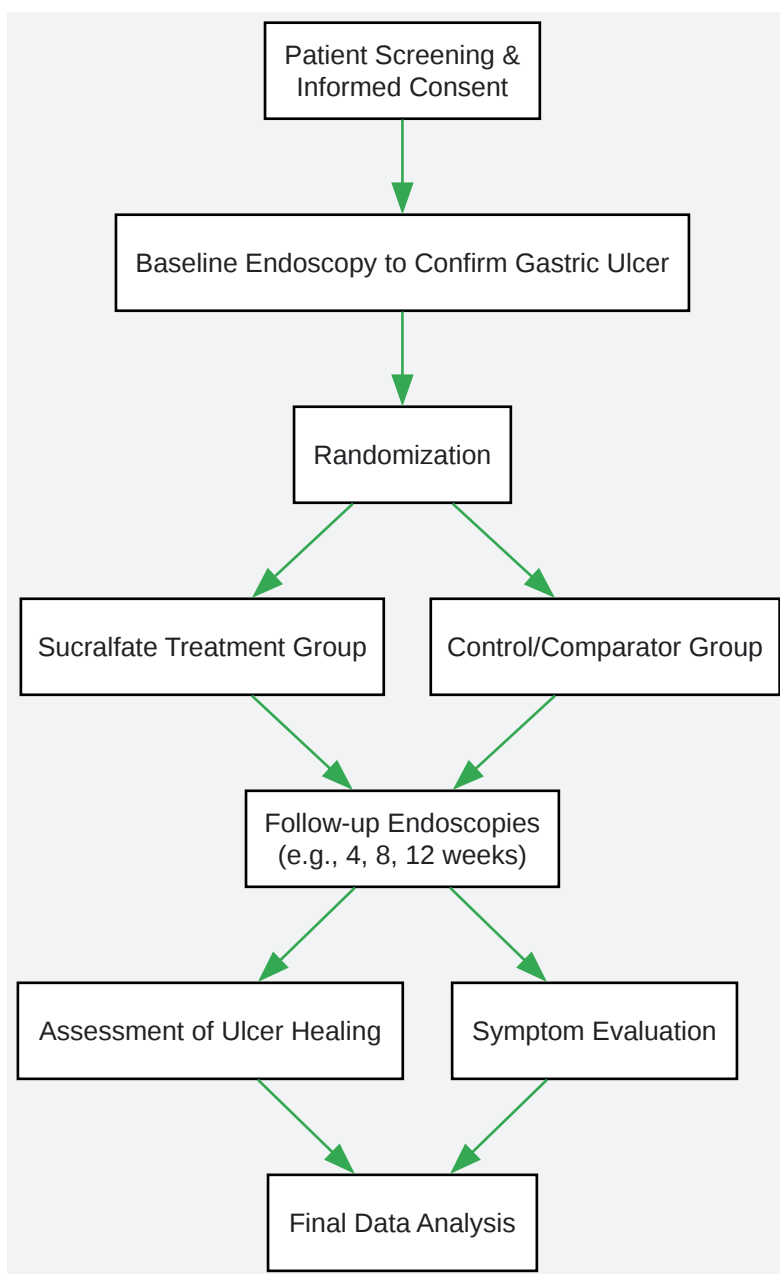 Patient Screening &
Informed Consent
Baseline Endoscopy to Confirm Gastric Ulcer
Randomization
Sucralfate Treatment Group
Control/Comparator Group
Follow-up Endoscopies
(e.g., 4, 8, 12 weeks)
Assessment of Ulcer Healing
Symptom Evaluation
Final Data Analysis